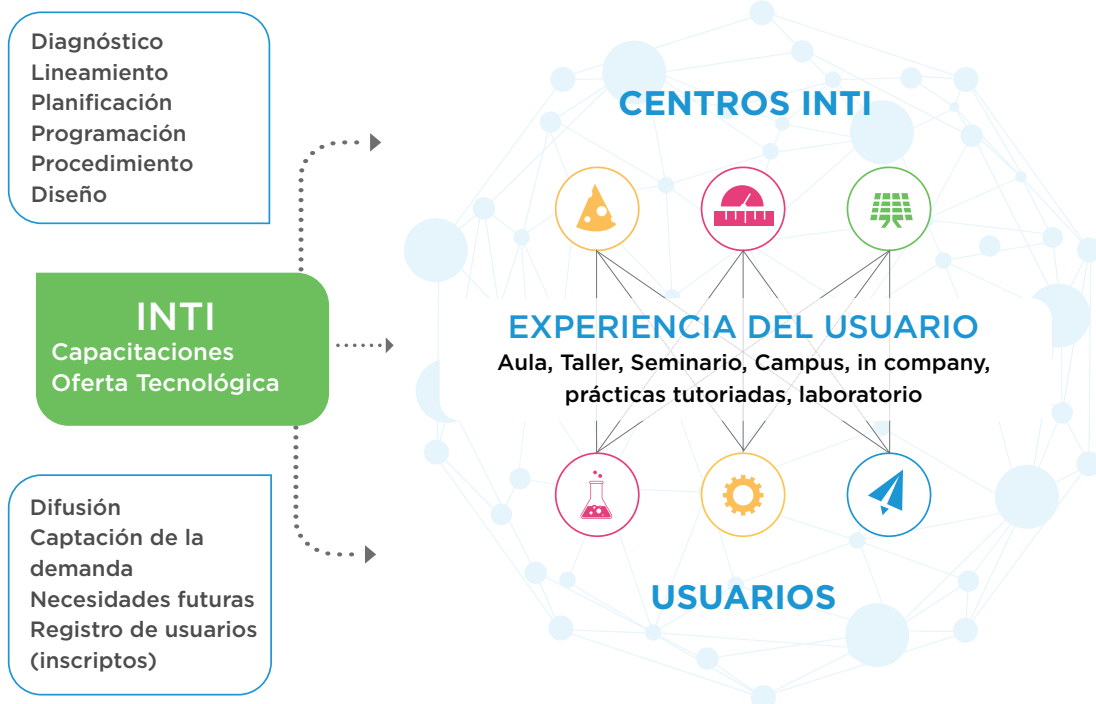 Diagnóstico
Lineamiento
Planificación
Programación
Procedimiento
Diseño
INTI
Capacitaciones
Oferta Tecnológica
Difusión
Captación de la
demanda
Necesidades futuras
Registro de usuarios
(inscriptos)
CENTROS INTI
EXPERIENCIA DEL USUARIO
Aula, Taller, Seminario, Campus, in company,
prácticas tutoriadas, laboratorio
USUARIOS